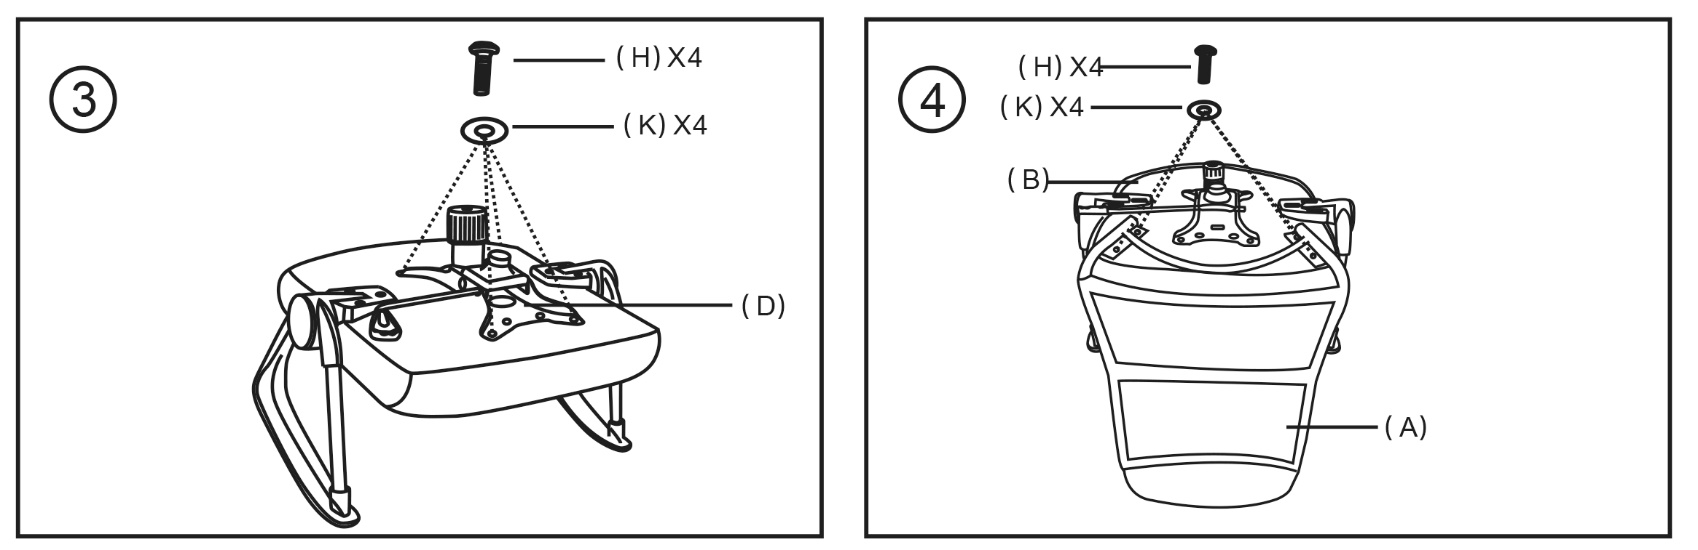 3
( H) X4
( K) X4
( D)
4
( H) X4
( K) X4
( B)
( A)